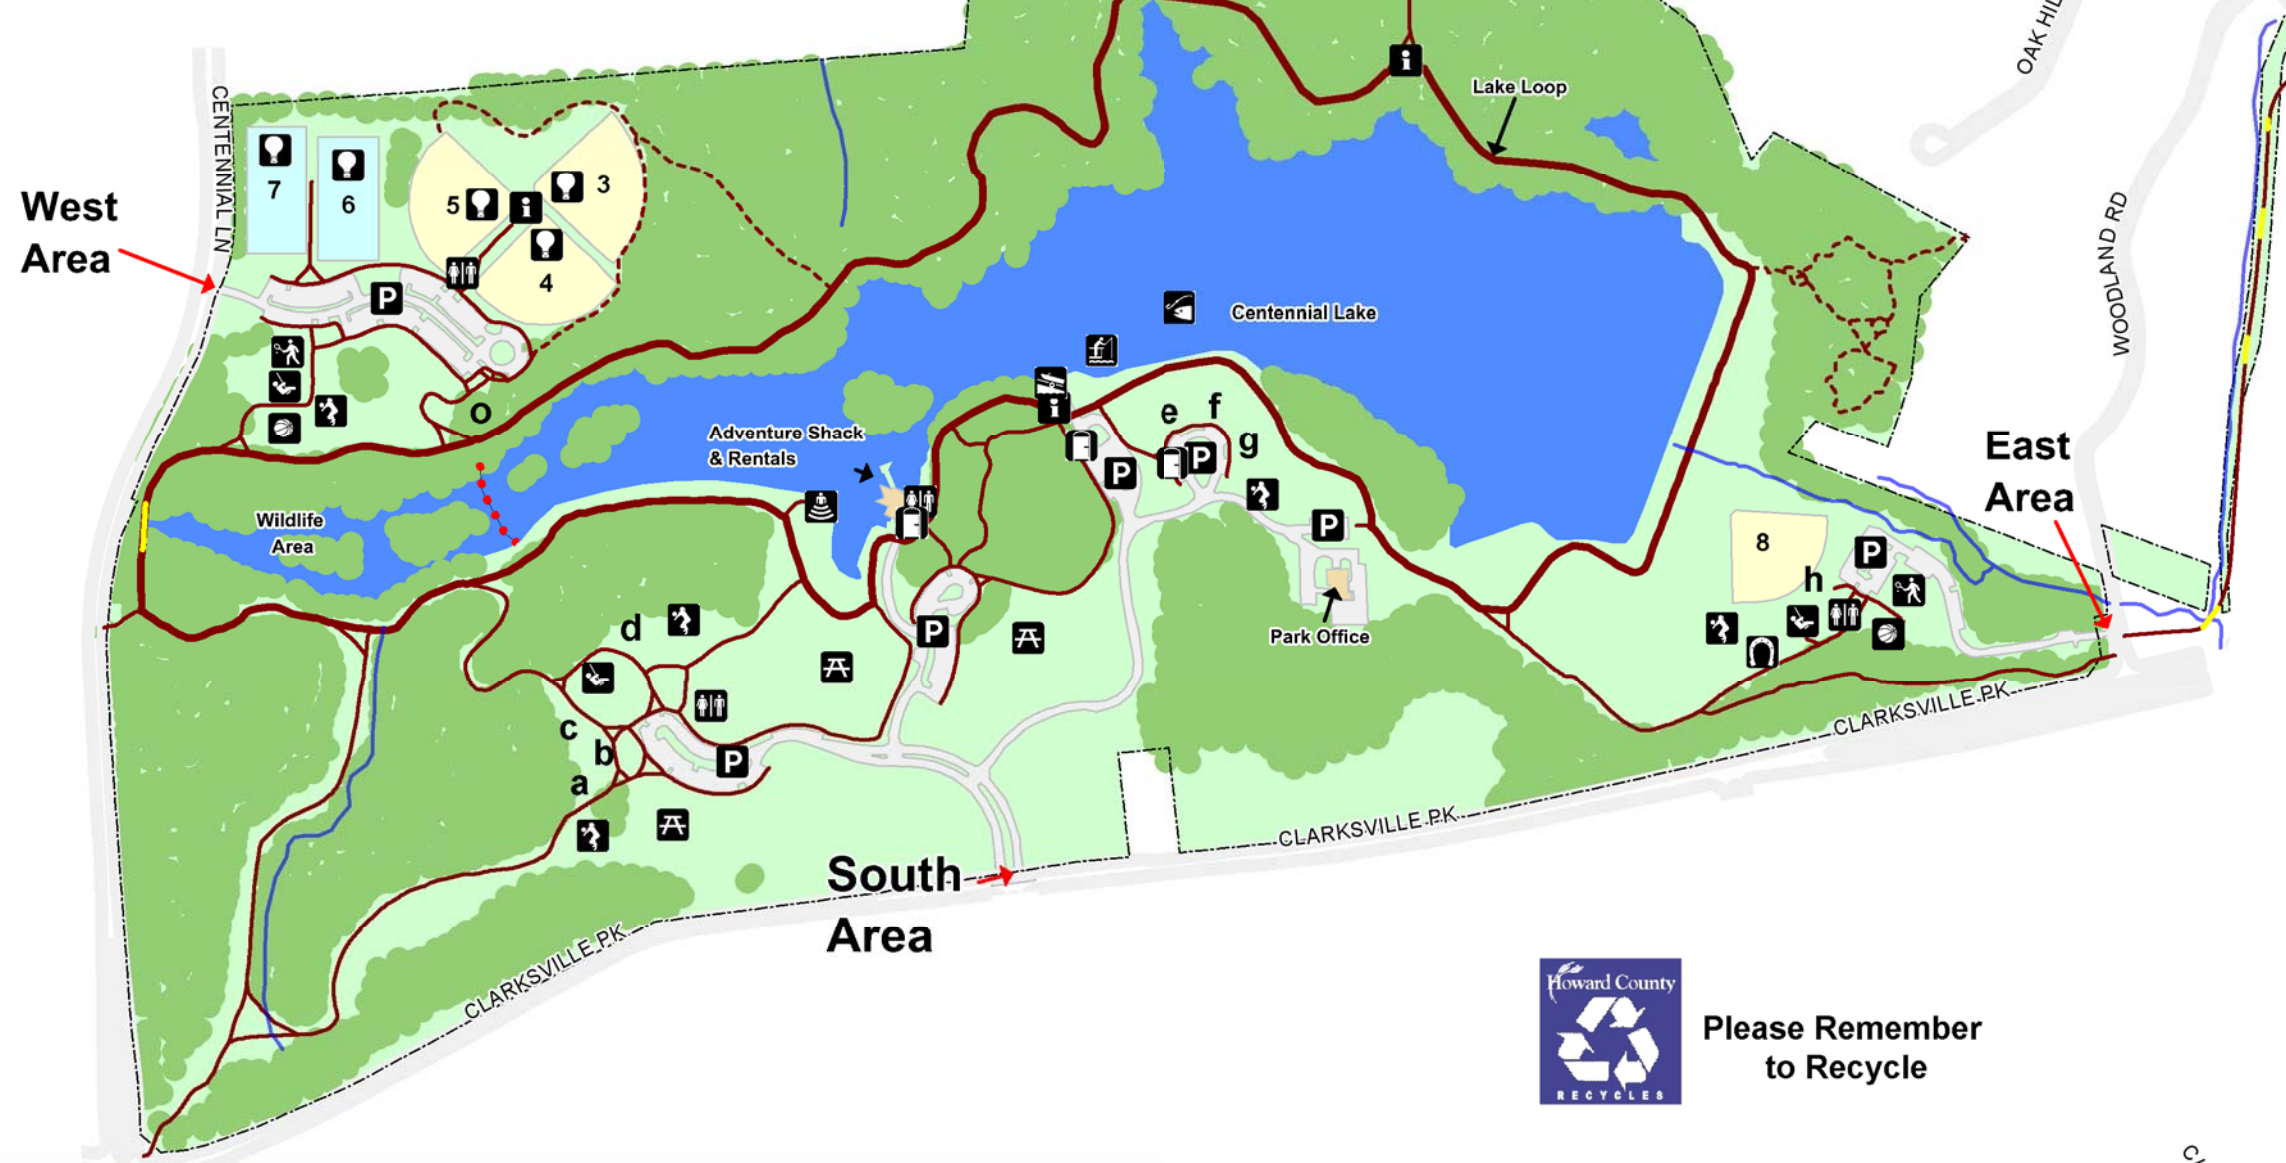 OAK HIL
Lake Loop
CENTENNIAL LN
7
6
5
3
4
West
Area
P
o
Centennial Lake
WOODLAND RD
Adventure Shack
& Rentals
e
f
g
P
P
P
East
Area
Wildlife
Area
8
P
h
d
P
Park Office
c
b
a
P
CLARKSVILLE PK
CLARKSVILLE PK
South
Area
CLARKSVILLE PK
Howard County
RECYCLES
Please Remember
to Recycle